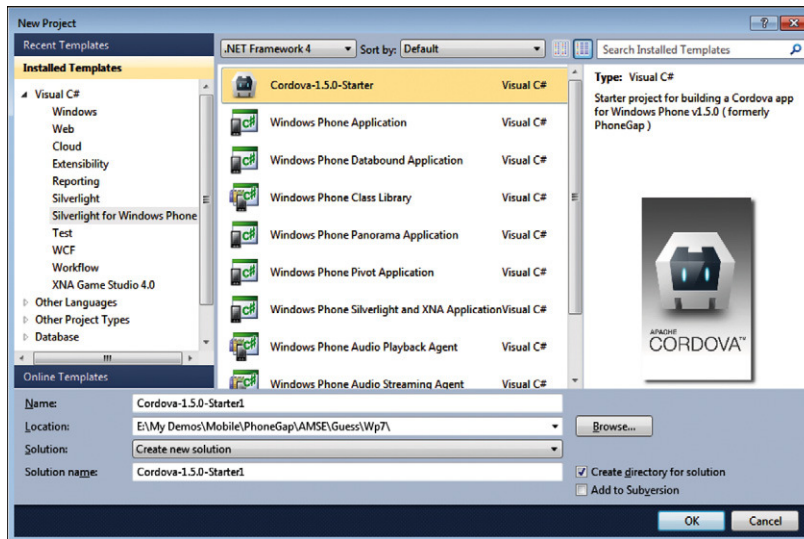 New Project
Recent Templates
.NET Framework 4
Sort by: Default
Search Installed Templates
Installed Templates
Visual C#
Windows
Web
Cloud
Extensibility
Reporting
Silverlight
Silverlight for Windows Phone
Test
WCF
Workflow
XNA Game Studio 4.0
Other Languages
Other Project Types
Database
Online Templates
Cordova-1.5.0-Starter Visual C#
Windows Phone Application Visual C#
Windows Phone Databound Application Visual C#
Windows Phone Class Library Visual C#
Windows Phone Panorama Application Visual C#
Windows Phone Pivot Application Visual C#
Windows Phone Silverlight and XNA Application Visual C#
Windows Phone Audio Playback Agent Visual C#
Windows Phone Audio Streaming Agent Visual C#
Type: Visual C#
Starter project for building a Cordova app
for Windows Phone v1.5.0 ( formerly
PhoneGap )
APACHE
CORDOVA™
Name: Cordova-1.5.0-Starter1
Location: E:\My Demos\Mobile\PhoneGap\AMSE\Guess\Wp7\
Browse...
Solution: Create new solution
Solution name: Cordova-1.5.0-Starter1
Create directory for solution
Add to Subversion
OK
Cancel